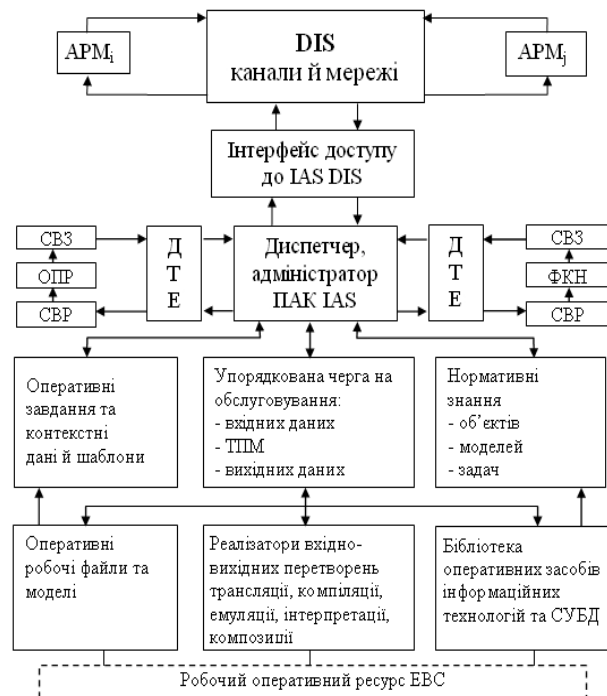 DIS
канали й мережі
АРМi
АРМj
Інтерфейс доступу
до IAS DIS
СВЗ
ОПР
СВР
Д
Т
Е
Диспетчер,
адміністратор
ПАК IAS
Д
Т
Е
СВЗ
ФКН
СВР
Оперативні
завдання та
контекстні
дані й шаблони
Упорядкована черга на
обслуговування:
- вхідних даних
- ТПМ
- вихідних даних
Нормативні
знання
- об’єктів
- моделей
- задач
Оперативні
робочі файли та
моделі
Реалізатори вхідно-
вихідних перетворень
трансляції, компіляції,
емуляції, інтерпретації,
композиції
Бібліотека
оперативних засобів
інформаційних
технологій та СУБД
Робочий оперативний ресурс ЕВС